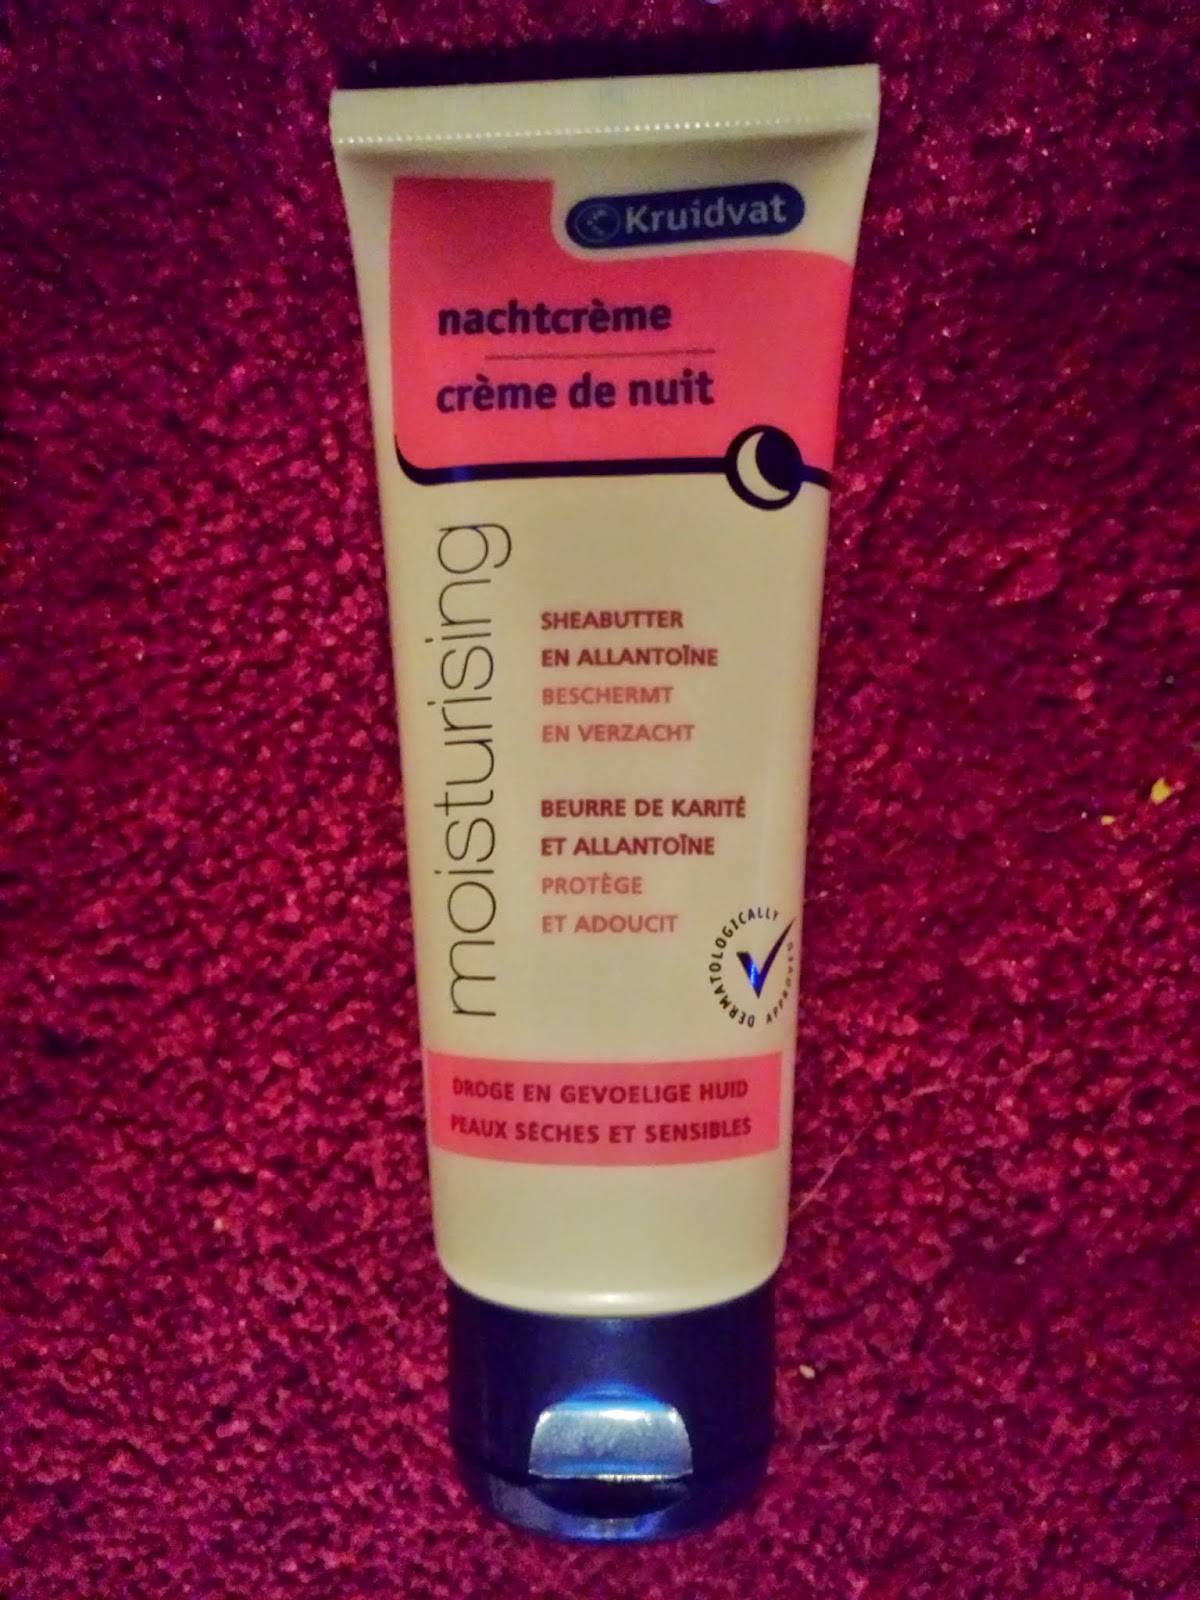 Kruidvat
nachtcrème
crème de nuit
moisturising
SHEABUTTER
EN ALLANTOÏNE
BESCHERMT
EN VERZACHT
BEURRE DE KARITÉ
ET ALLANTOÏNE
PROTÈGE
ET ADOUCIT
DERMATOLOGICALLY APPROVED
DROGE EN GEVOELIGE HUID
PEAUX SÈCHES ET SENSIBLES